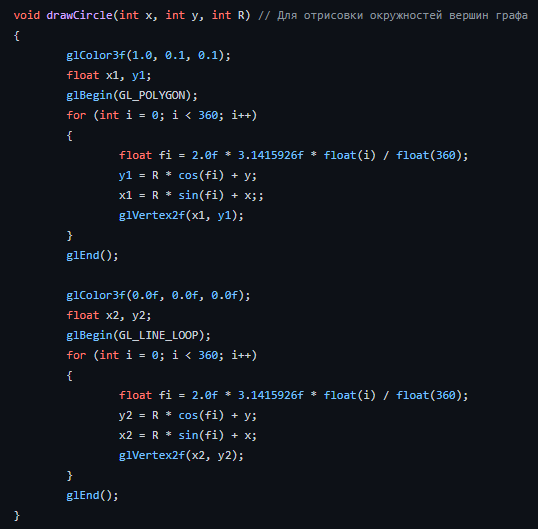 void drawCircle(int x, int y, int R) // Для отрисовки окружностей вершин графа
{
        glColor3f(1.0, 0.1, 0.1);
        float x1, y1;
        glBegin(GL_POLYGON);
        for (int i = 0; i < 360; i++)
        {
                float fi = 2.0f * 3.1415926f * float(i) / float(360);
                y1 = R * cos(fi) + y;
                x1 = R * sin(fi) + x;;
                glVertex2f(x1, y1);
        }
        glEnd();

        glColor3f(0.0f, 0.0f, 0.0f);
        float x2, y2;
        glBegin(GL_LINE_LOOP);
        for (int i = 0; i < 360; i++)
        {
                float fi = 2.0f * 3.1415926f * float(i) / float(360);
                y2 = R * cos(fi) + y;
                x2 = R * sin(fi) + x;
                glVertex2f(x2, y2);
        }
        glEnd();
}